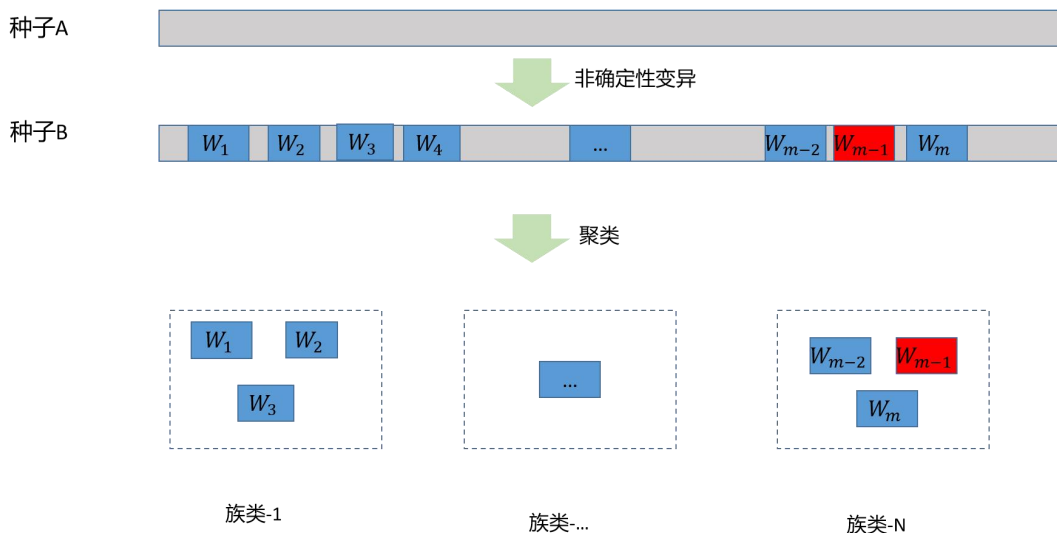 种子A
非确定性变异
种子B
W₁ W₂ W₃ W₄ ... Wₘ₋₂ Wₘ₋₁ Wₘ
聚类
W₁ W₂ ... Wₘ₋₂ Wₘ₋₁
W₃ Wₘ
族类-1 族类-... 族类-N